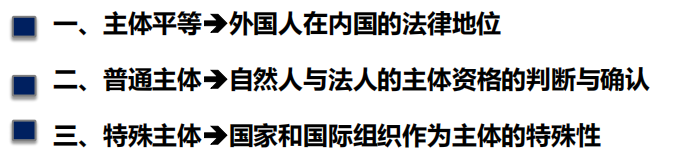 一、主体平等➔外国人在内国的法律地位
二、普通主体➔自然人与法人的主体资格的判断与确认
三、特殊主体➔国家和国际组织作为主体的特殊性